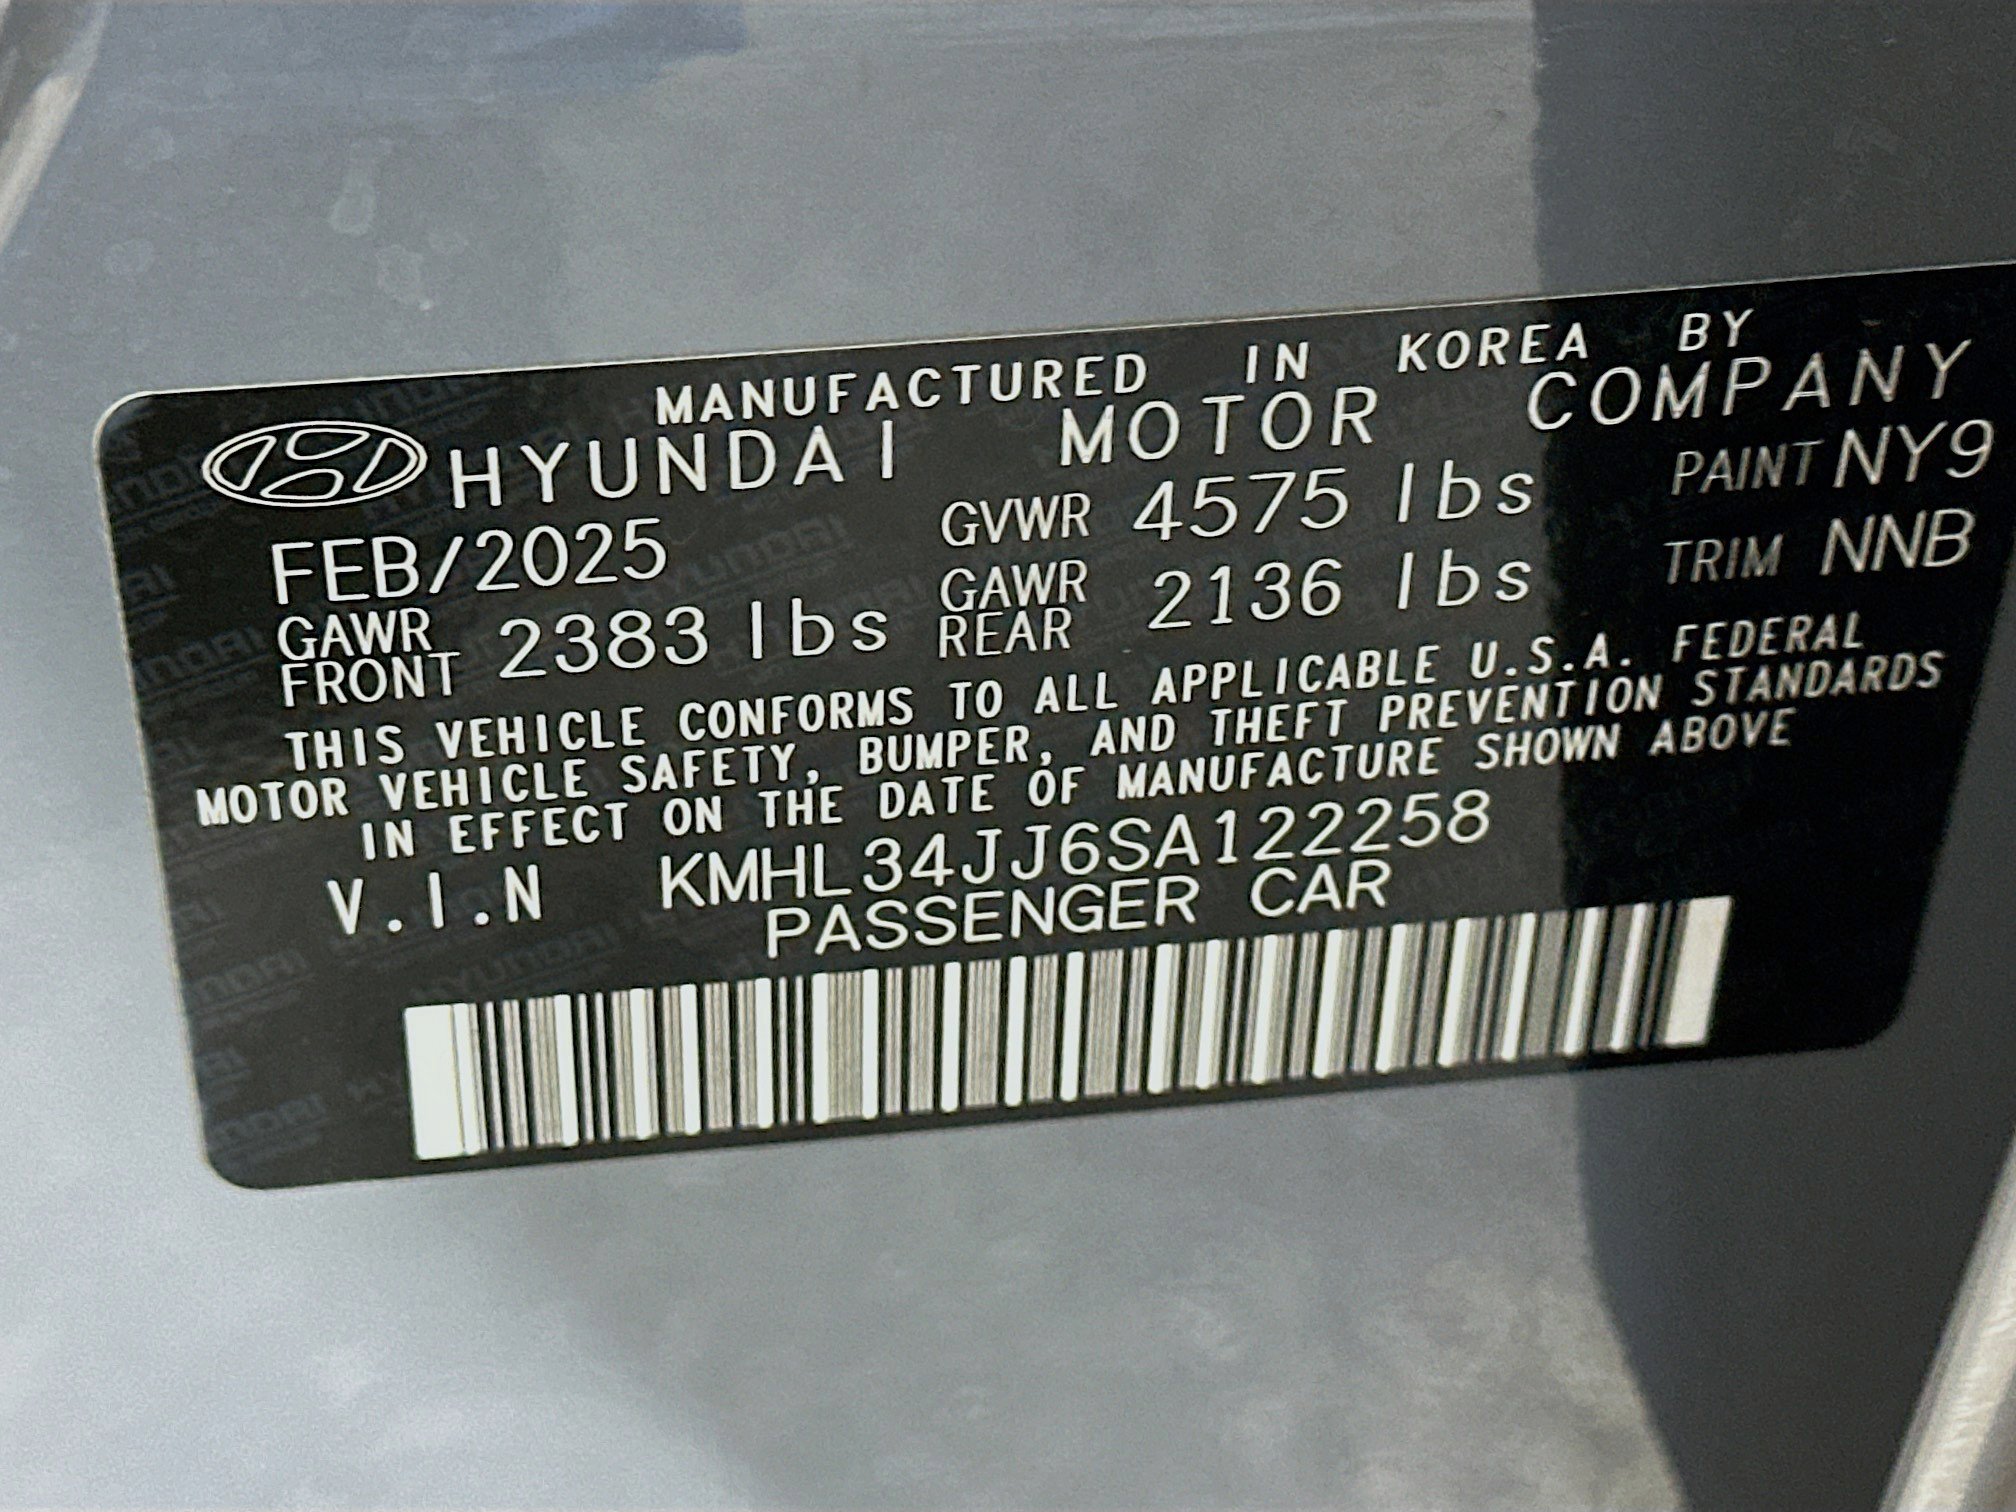 MANUFACTURED IN KOREA BY
HYUNDAI MOTOR COMPANY
FEB/2025 GVWR 4575 lbs PAINT NY9
GAWR FRONT 2383 lbs GAWR REAR 2136 lbs TRIM NNB
THIS VEHICLE CONFORMS TO ALL APPLICABLE U.S.A. FEDERAL
MOTOR VEHICLE SAFETY, BUMPER, AND THEFT PREVENTION STANDARDS
IN EFFECT ON THE DATE OF MANUFACTURE SHOWN ABOVE
V.I.N KMHL34JJ6SA122258
PASSENGER CAR